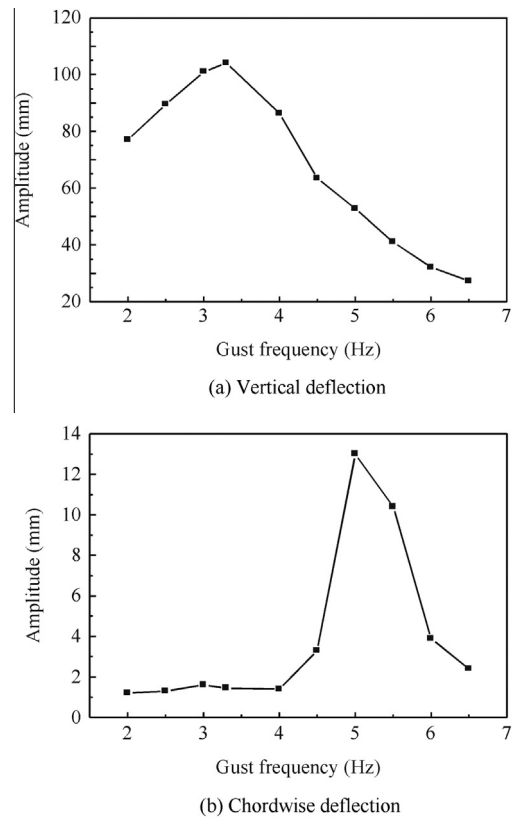 120
100
80
60
40
20
Amplitude (mm)
2 3 4 5 6 7
Gust frequency (Hz)
(a) Vertical deflection
14
12
10
8
6
4
2
0
Amplitude (mm)
2 3 4 5 6 7
Gust frequency (Hz)
(b) Chordwise deflection